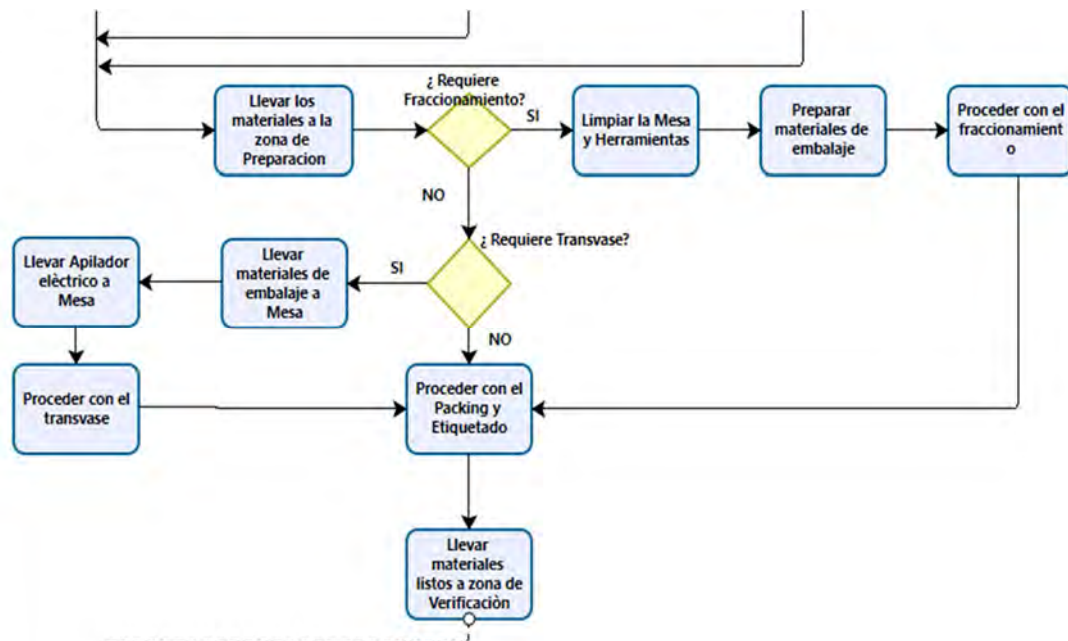 Llevar los
materiales a la
zona de
Preparacion
¿ Requiere
Fraccionamiento?
SI
Limpiar la Mesa
y Herramientas
Preparar
materiales de
embalaje
Proceder con el
fraccionamient
o
NO
¿ Requiere Transvase?
SI
Llevar
materiales de
embalaje a
Mesa
Llevar Apilador
elèctrico a
Mesa
NO
Proceder con el
transvase
Proceder con el
Packing y
Etiquetado
Llevar
materiales
listos a zona de
Verificaciòn